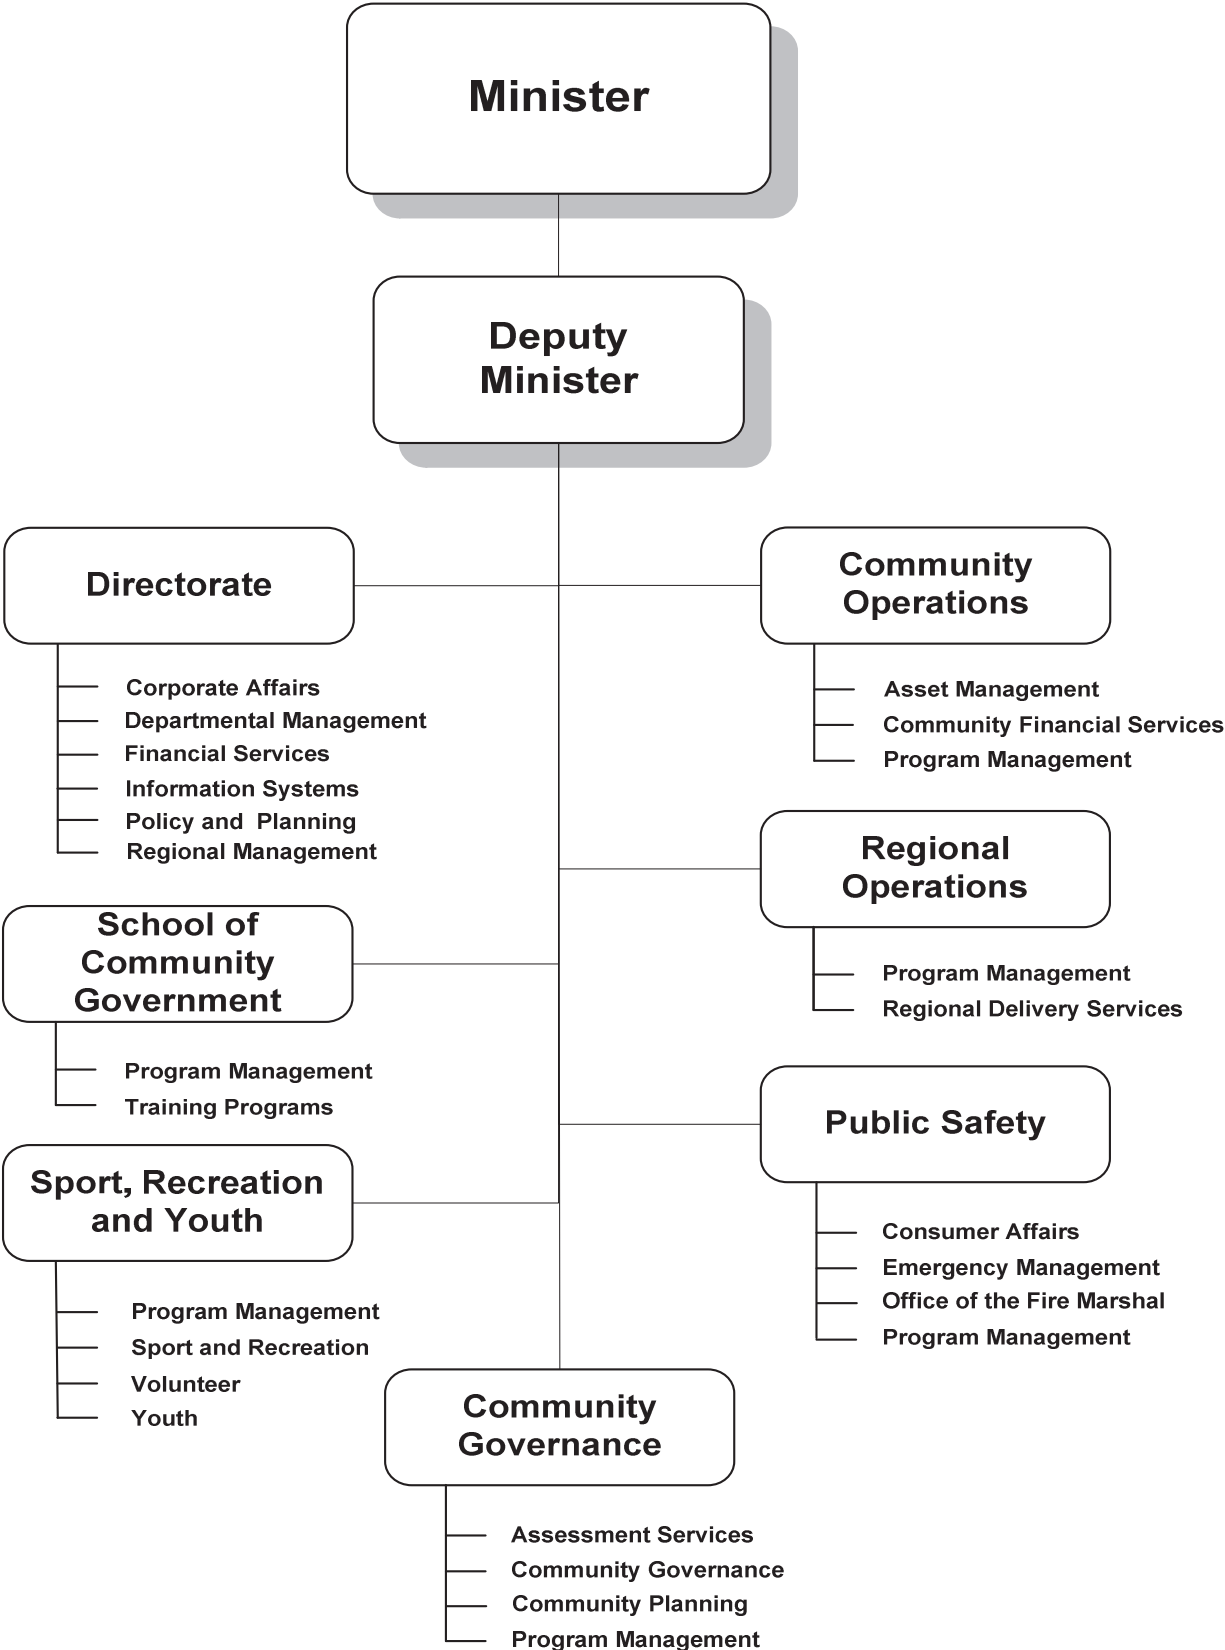 Minister
Deputy
Minister
Directorate
Corporate Affairs
Departmental Management
Financial Services
Information Systems
Policy and  Planning
Regional Management
School of
Community
Government
Program Management
Training Programs
Sport, Recreation
and Youth
Program Management
Sport and Recreation
Volunteer
Youth
Community
Operations
Asset Management
Community Financial Services
Program Management
Regional
Operations
Program Management
Regional Delivery Services
Public Safety
Consumer Affairs
Emergency Management
Office of the Fire Marshal
Program Management
Community
Governance
Assessment Services
Community Governance
Community Planning
Program Management